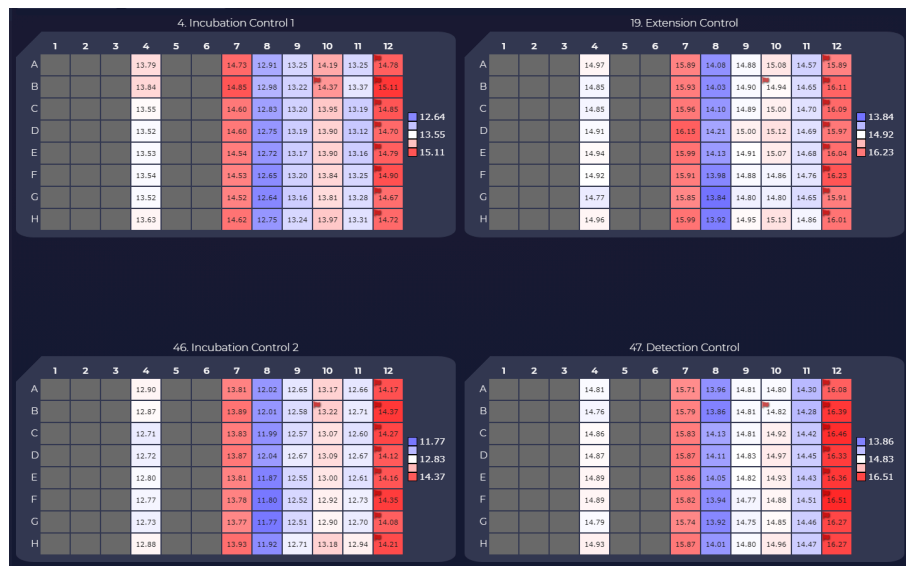 4. Incubation Control 1
1 2 3 4 5 6 7 8 9 10 11 12
A 13.79 14.73 12.91 13.25 14.19 13.25 14.78
B 13.84 14.85 12.98 13.22 14.37 13.37 15.11
C 13.55 14.60 12.83 13.20 13.95 13.19 14.85
D 13.52 14.60 12.75 13.19 13.90 13.12 14.70
E 13.53 14.54 12.72 13.17 13.90 13.16 14.79
F 13.54 14.53 12.65 13.20 13.84 13.25 14.90
G 13.52 14.52 12.64 13.16 13.81 13.28 14.67
H 13.63 14.62 12.75 13.24 13.97 13.31 14.72
12.64
13.55
15.11
19. Extension Control
1 2 3 4 5 6 7 8 9 10 11 12
A 14.97 15.89 14.08 14.88 15.08 14.57 15.89
B 14.85 15.93 14.03 14.90 14.94 14.65 16.11
C 14.85 15.96 14.10 14.89 15.00 14.70 16.09
D 14.91 16.15 14.21 15.00 15.12 14.69 15.97
E 14.94 15.99 14.13 14.91 15.07 14.68 16.04
F 14.92 15.91 13.98 14.88 14.86 14.76 16.23
G 14.77 15.85 13.84 14.80 14.80 14.65 15.91
H 14.96 15.99 13.92 14.95 15.13 14.86 16.01
13.84
14.92
16.23
46. Incubation Control 2
1 2 3 4 5 6 7 8 9 10 11 12
A 12.90 13.81 12.02 12.65 13.17 12.66 14.17
B 12.87 13.89 12.01 12.58 13.22 12.71 14.37
C 12.71 13.83 11.99 12.57 13.07 12.60 14.27
D 12.72 13.87 12.04 12.67 13.09 12.67 14.12
E 12.80 13.81 11.87 12.55 13.00 12.61 14.16
F 12.77 13.78 11.80 12.52 12.92 12.73 14.35
G 12.73 13.77 11.77 12.51 12.90 12.70 14.08
H 12.88 13.93 11.92 12.71 13.18 12.94 14.21
11.77
12.83
14.37
47. Detection Control
1 2 3 4 5 6 7 8 9 10 11 12
A 14.81 15.71 13.96 14.81 14.80 14.30 16.08
B 14.76 15.79 13.86 14.81 14.82 14.28 16.39
C 14.86 15.83 14.13 14.81 14.92 14.42 16.46
D 14.87 15.87 14.11 14.83 14.97 14.45 16.33
E 14.89 15.86 14.05 14.82 14.93 14.43 16.36
F 14.89 15.82 13.94 14.77 14.88 14.51 16.51
G 14.79 15.74 13.92 14.75 14.85 14.46 16.27
H 14.93 15.87 14.01 14.80 14.96 14.47 16.27
13.86
14.83
16.51